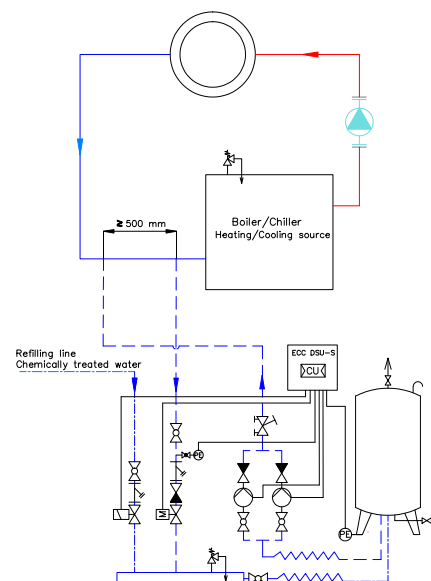 Boiler/Chiller
Heating/Cooling source
≥ 500 mm
Refilling line
Chemically treated water
ECC DSU-S
CU
PE
M
PE